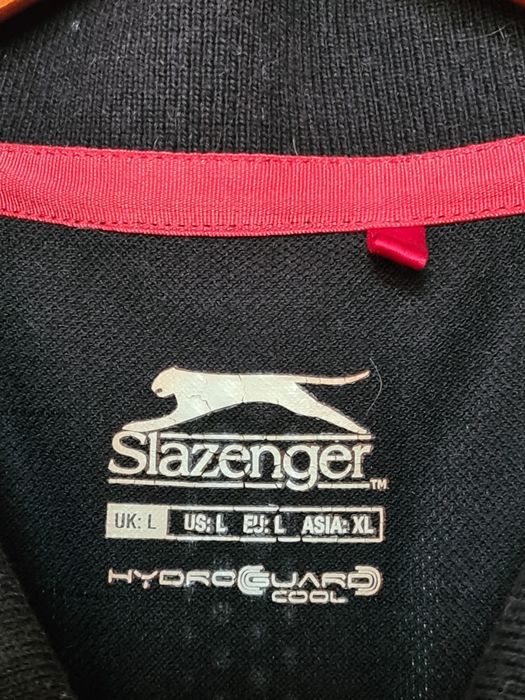 Slazenger™
UK: L US: L EU: L ASIA: XL
HYDROGUARD
COOL